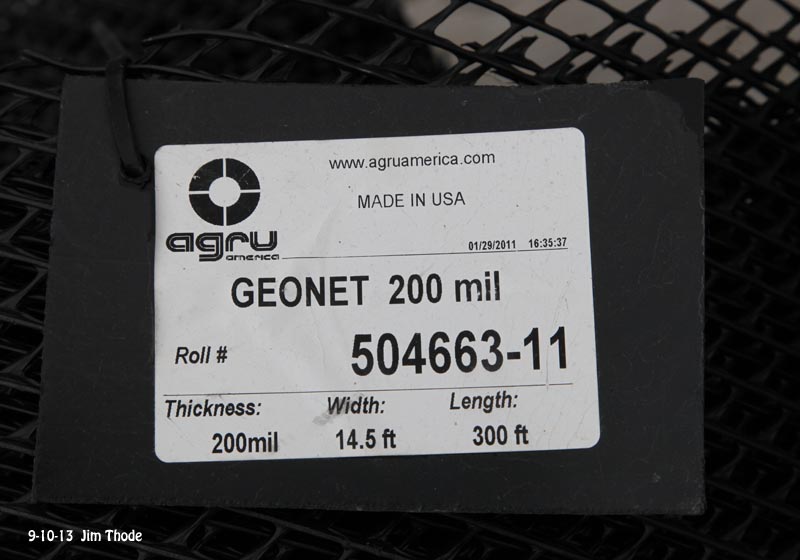 www.agruamerica.com
MADE IN USA
agru
america
01/29/2011 16:35:37
GEONET 200 mil
Roll # 504663-11
Thickness: Width: Length:
200mil 14.5 ft 300 ft
9-10-13 Jim Thode